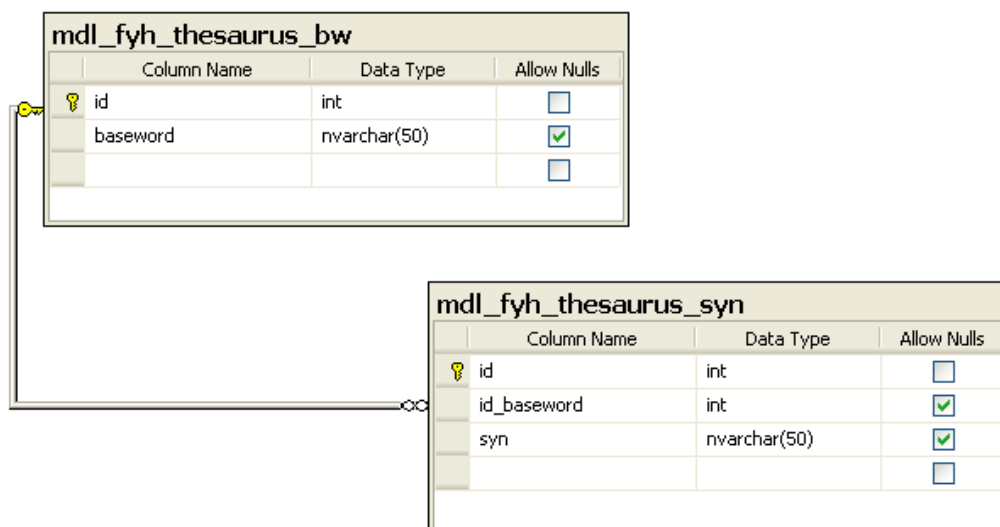 mdl_fyh_thesaurus_bw
Column Name Data Type Allow Nulls
id int
baseword nvarchar(50)
mdl_fyh_thesaurus_syn
Column Name Data Type Allow Nulls
id int
id_baseword int
syn nvarchar(50)